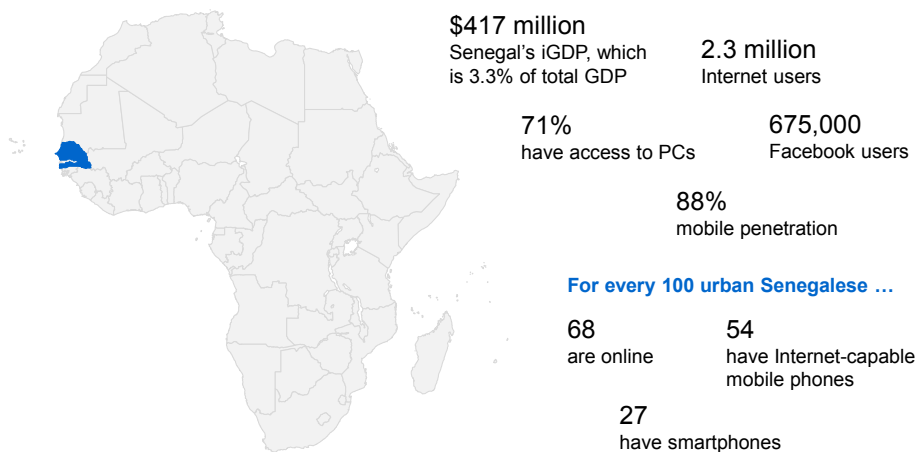 $417 million
Senegal’s iGDP, which
is 3.3% of total GDP
2.3 million
Internet users
71%
have access to PCs
675,000
Facebook users
88%
mobile penetration
For every 100 urban Senegalese …
68
are online
54
have Internet-capable
mobile phones
27
have smartphones